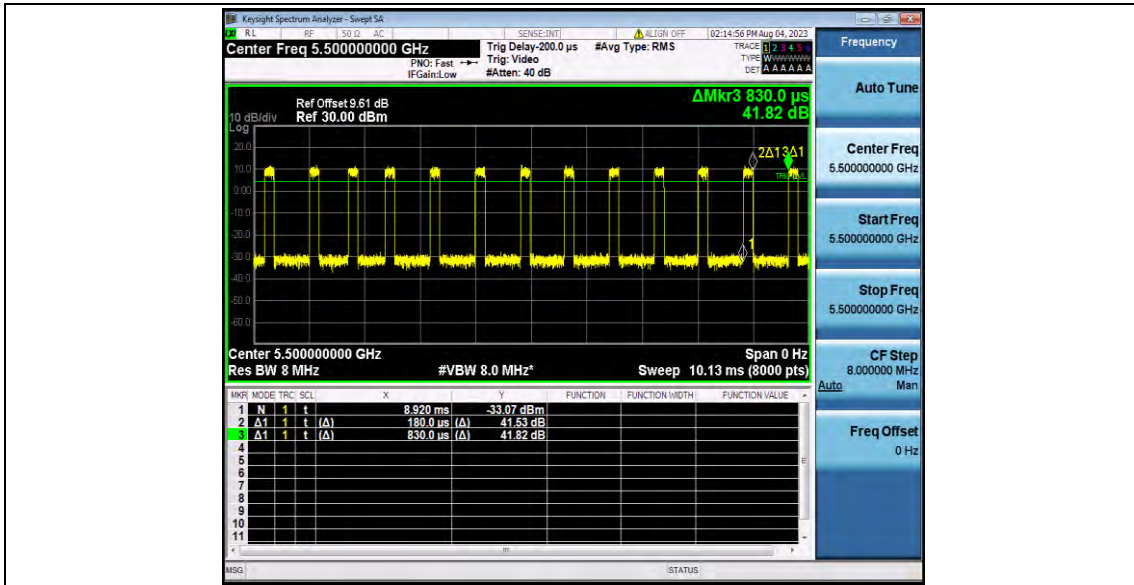 Keysight Spectrum Analyzer - Swept SA
RL RF 50 Ω AC SENSE:INT ALIGN OFF 02:14:56 PM Aug 04, 2023
Center Freq 5.500000000 GHz
PNO: Fast
IFGain:Low
Trig Delay-200.0 µs
Trig: Video
#Atten: 40 dB
#Avg Type: RMS
TRACE 1 2 3 4 5 6
TYPE W
DET A A A A A A
Ref Offset 9.61 dB
10 dB/div Ref 30.00 dBm
Log
ΔMkr3 830.0 µs
41.82 dB
20.0
10.0
0.00
-10.0
-20.0
-30.0
-40.0
-50.0
-60.0
2Δ1 3Δ1
1
Center 5.500000000 GHz Span 0 Hz
Res BW 8 MHz #VBW 8.0 MHz* Sweep 10.13 ms (8000 pts)
MKR MODE TRC SCL X Y FUNCTION FUNCTION WIDTH FUNCTION VALUE
1 N 1 t 8.920 ms -33.07 dBm
2 Δ1 1 t (Δ) 180.0 µs (Δ) 41.53 dB
3 Δ1 1 t (Δ) 830.0 µs (Δ) 41.82 dB
4
5
6
7
8
9
10
11
MSG STATUS
Frequency
Auto Tune
Center Freq
5.500000000 GHz
Start Freq
5.500000000 GHz
Stop Freq
5.500000000 GHz
CF Step
8.000000 MHz
Auto Man
Freq Offset
0 Hz